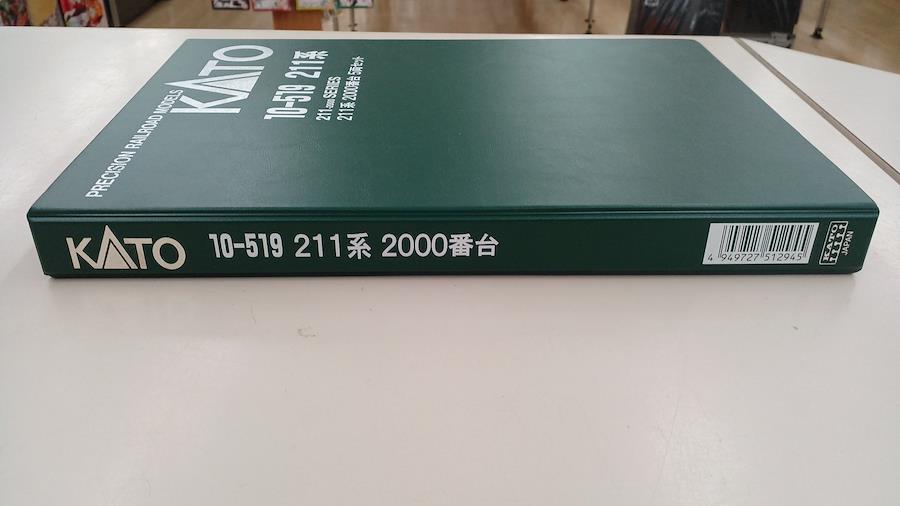 PRECISION RAILROAD MODELS
KATO
10-519 211系
211-2000 SERIES
211系 2000番台 5両セット
KATO 10-519 211系 2000番台
4 949727 512945
KATO
JAPAN